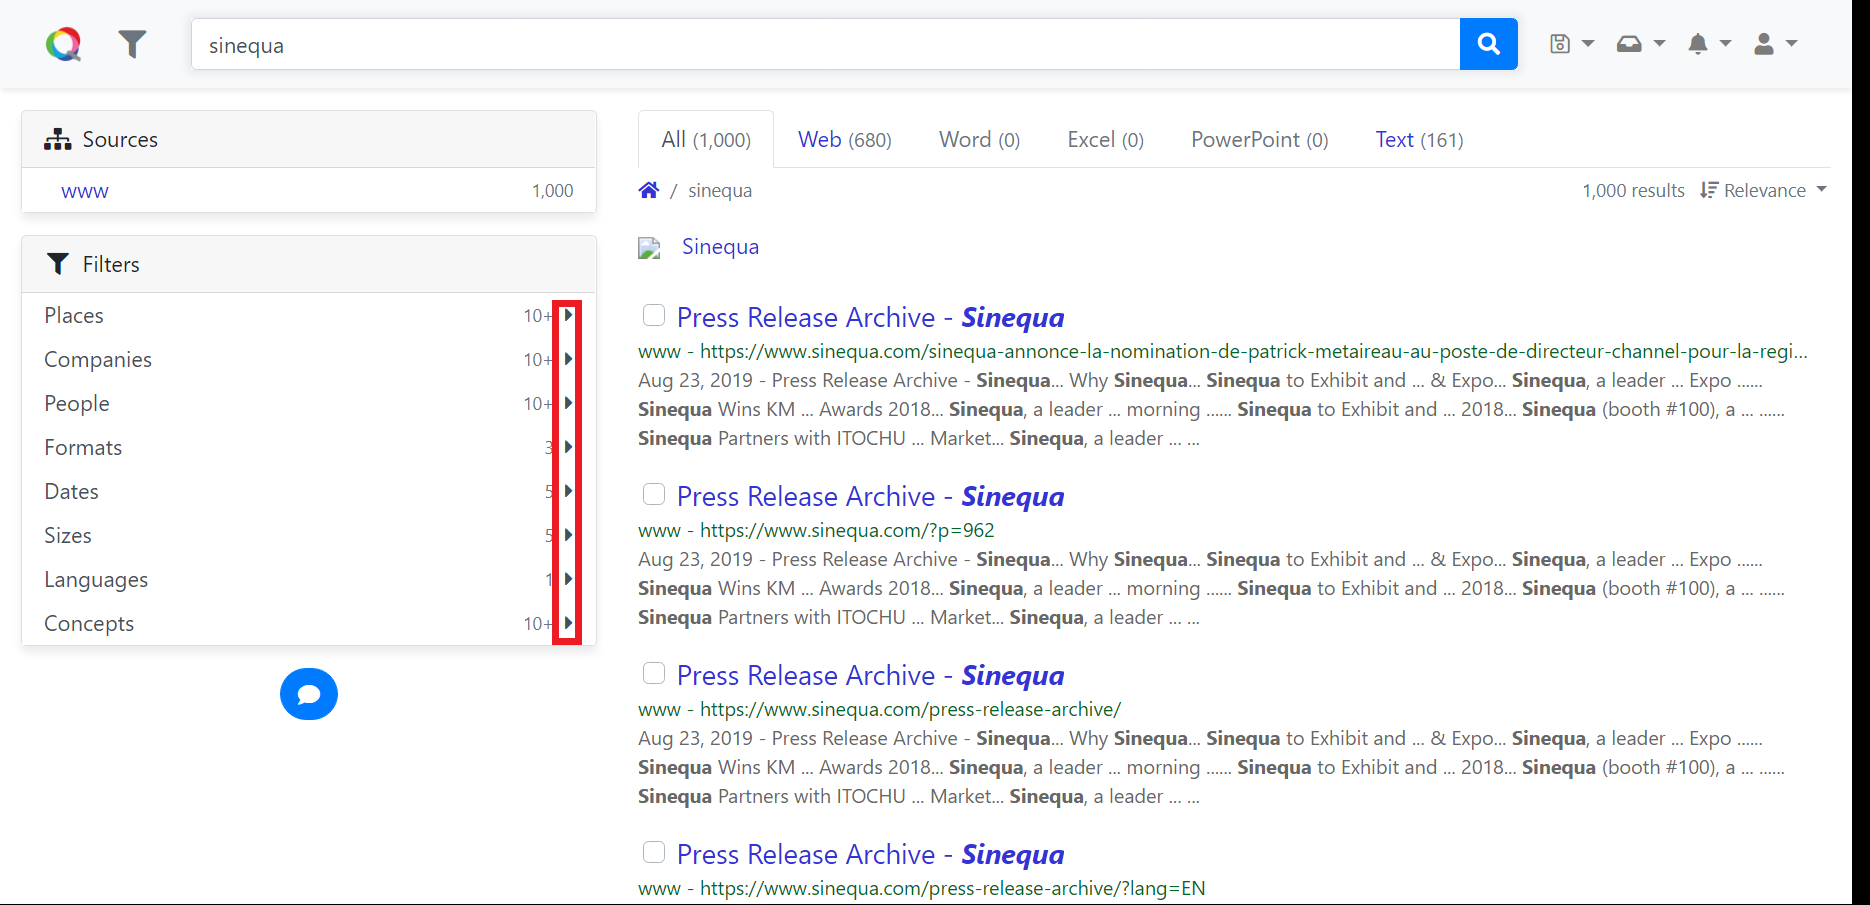 sinequa
Sources
www 1,000
Filters
Places 10+
Companies 10+
People 10+
Formats 3
Dates 5
Sizes 5
Languages 1
Concepts 10+
All (1,000) Web (680) Word (0) Excel (0) PowerPoint (0) Text (161)
/ sinequa 1,000 results Relevance
Sinequa
Press Release Archive - Sinequa
www - https://www.sinequa.com/sinequa-annonce-la-nomination-de-patrick-metaireau-au-poste-de-directeur-channel-pour-la-regi...
Aug 23, 2019 - Press Release Archive - Sinequa... Why Sinequa... Sinequa to Exhibit and ... & Expo... Sinequa, a leader ... Expo ......
Sinequa Wins KM ... Awards 2018... Sinequa, a leader ... morning ...... Sinequa to Exhibit and ... 2018... Sinequa (booth #100), a ... ......
Sinequa Partners with ITOCHU ... Market... Sinequa, a leader ... ...
Press Release Archive - Sinequa
www - https://www.sinequa.com/?p=962
Aug 23, 2019 - Press Release Archive - Sinequa... Why Sinequa... Sinequa to Exhibit and ... & Expo... Sinequa, a leader ... Expo ......
Sinequa Wins KM ... Awards 2018... Sinequa, a leader ... morning ...... Sinequa to Exhibit and ... 2018... Sinequa (booth #100), a ... ......
Sinequa Partners with ITOCHU ... Market... Sinequa, a leader ... ...
Press Release Archive - Sinequa
www - https://www.sinequa.com/press-release-archive/
Aug 23, 2019 - Press Release Archive - Sinequa... Why Sinequa... Sinequa to Exhibit and ... & Expo... Sinequa, a leader ... Expo ......
Sinequa Wins KM ... Awards 2018... Sinequa, a leader ... morning ...... Sinequa to Exhibit and ... 2018... Sinequa (booth #100), a ... ......
Sinequa Partners with ITOCHU ... Market... Sinequa, a leader ... ...
Press Release Archive - Sinequa
www - https://www.sinequa.com/press-release-archive/?lang=EN